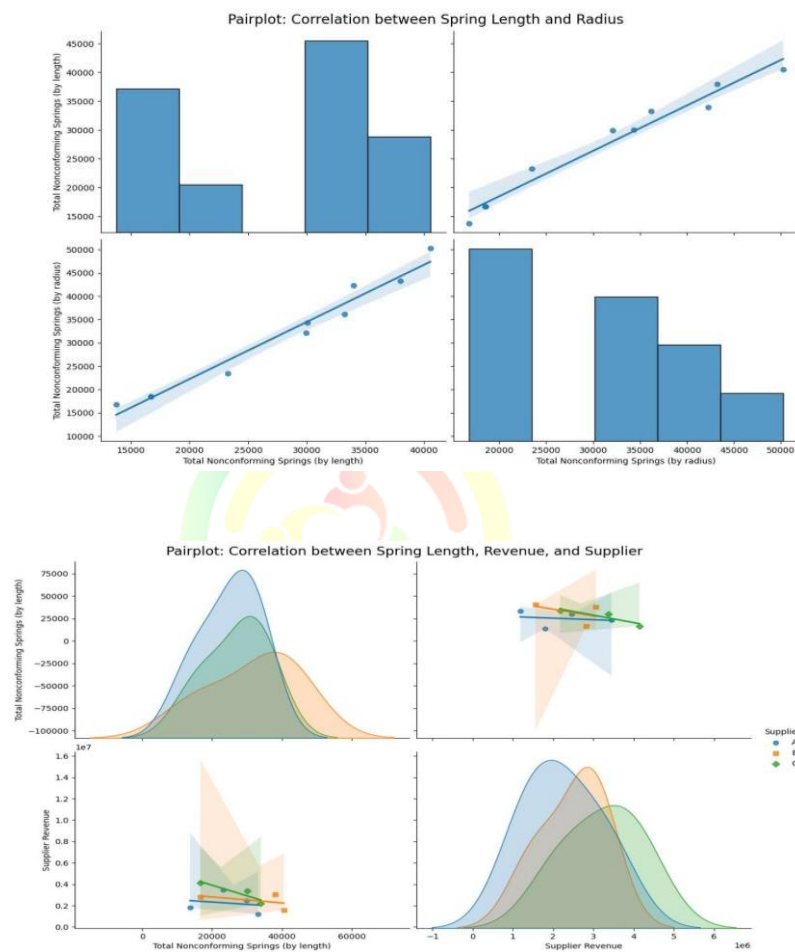 Pairplot: Correlation between Spring Length and Radius
Total Nonconforming Springs (by length)
45000
40000
35000
30000
25000
20000
15000
Total Nonconforming Springs (by radius)
50000
45000
40000
35000
30000
25000
20000
15000
10000
15000 20000 25000 30000 35000 40000
Total Nonconforming Springs (by length)
20000 25000 30000 35000 40000 45000 50000
Total Nonconforming Springs (by radius)
Pairplot: Correlation between Spring Length, Revenue, and Supplier
Total Nonconforming Springs (by length)
75000
50000
25000
0
−25000
−50000
−75000
−100000
Supplier
A
1e7
Supplier Revenue
1.6
1.4
1.2
1.0
0.8
0.6
0.4
0.2
0.0
0 20000 40000 60000
Total Nonconforming Springs (by length)
−1 0 1 2 3 4 5 6
1e6
Supplier Revenue